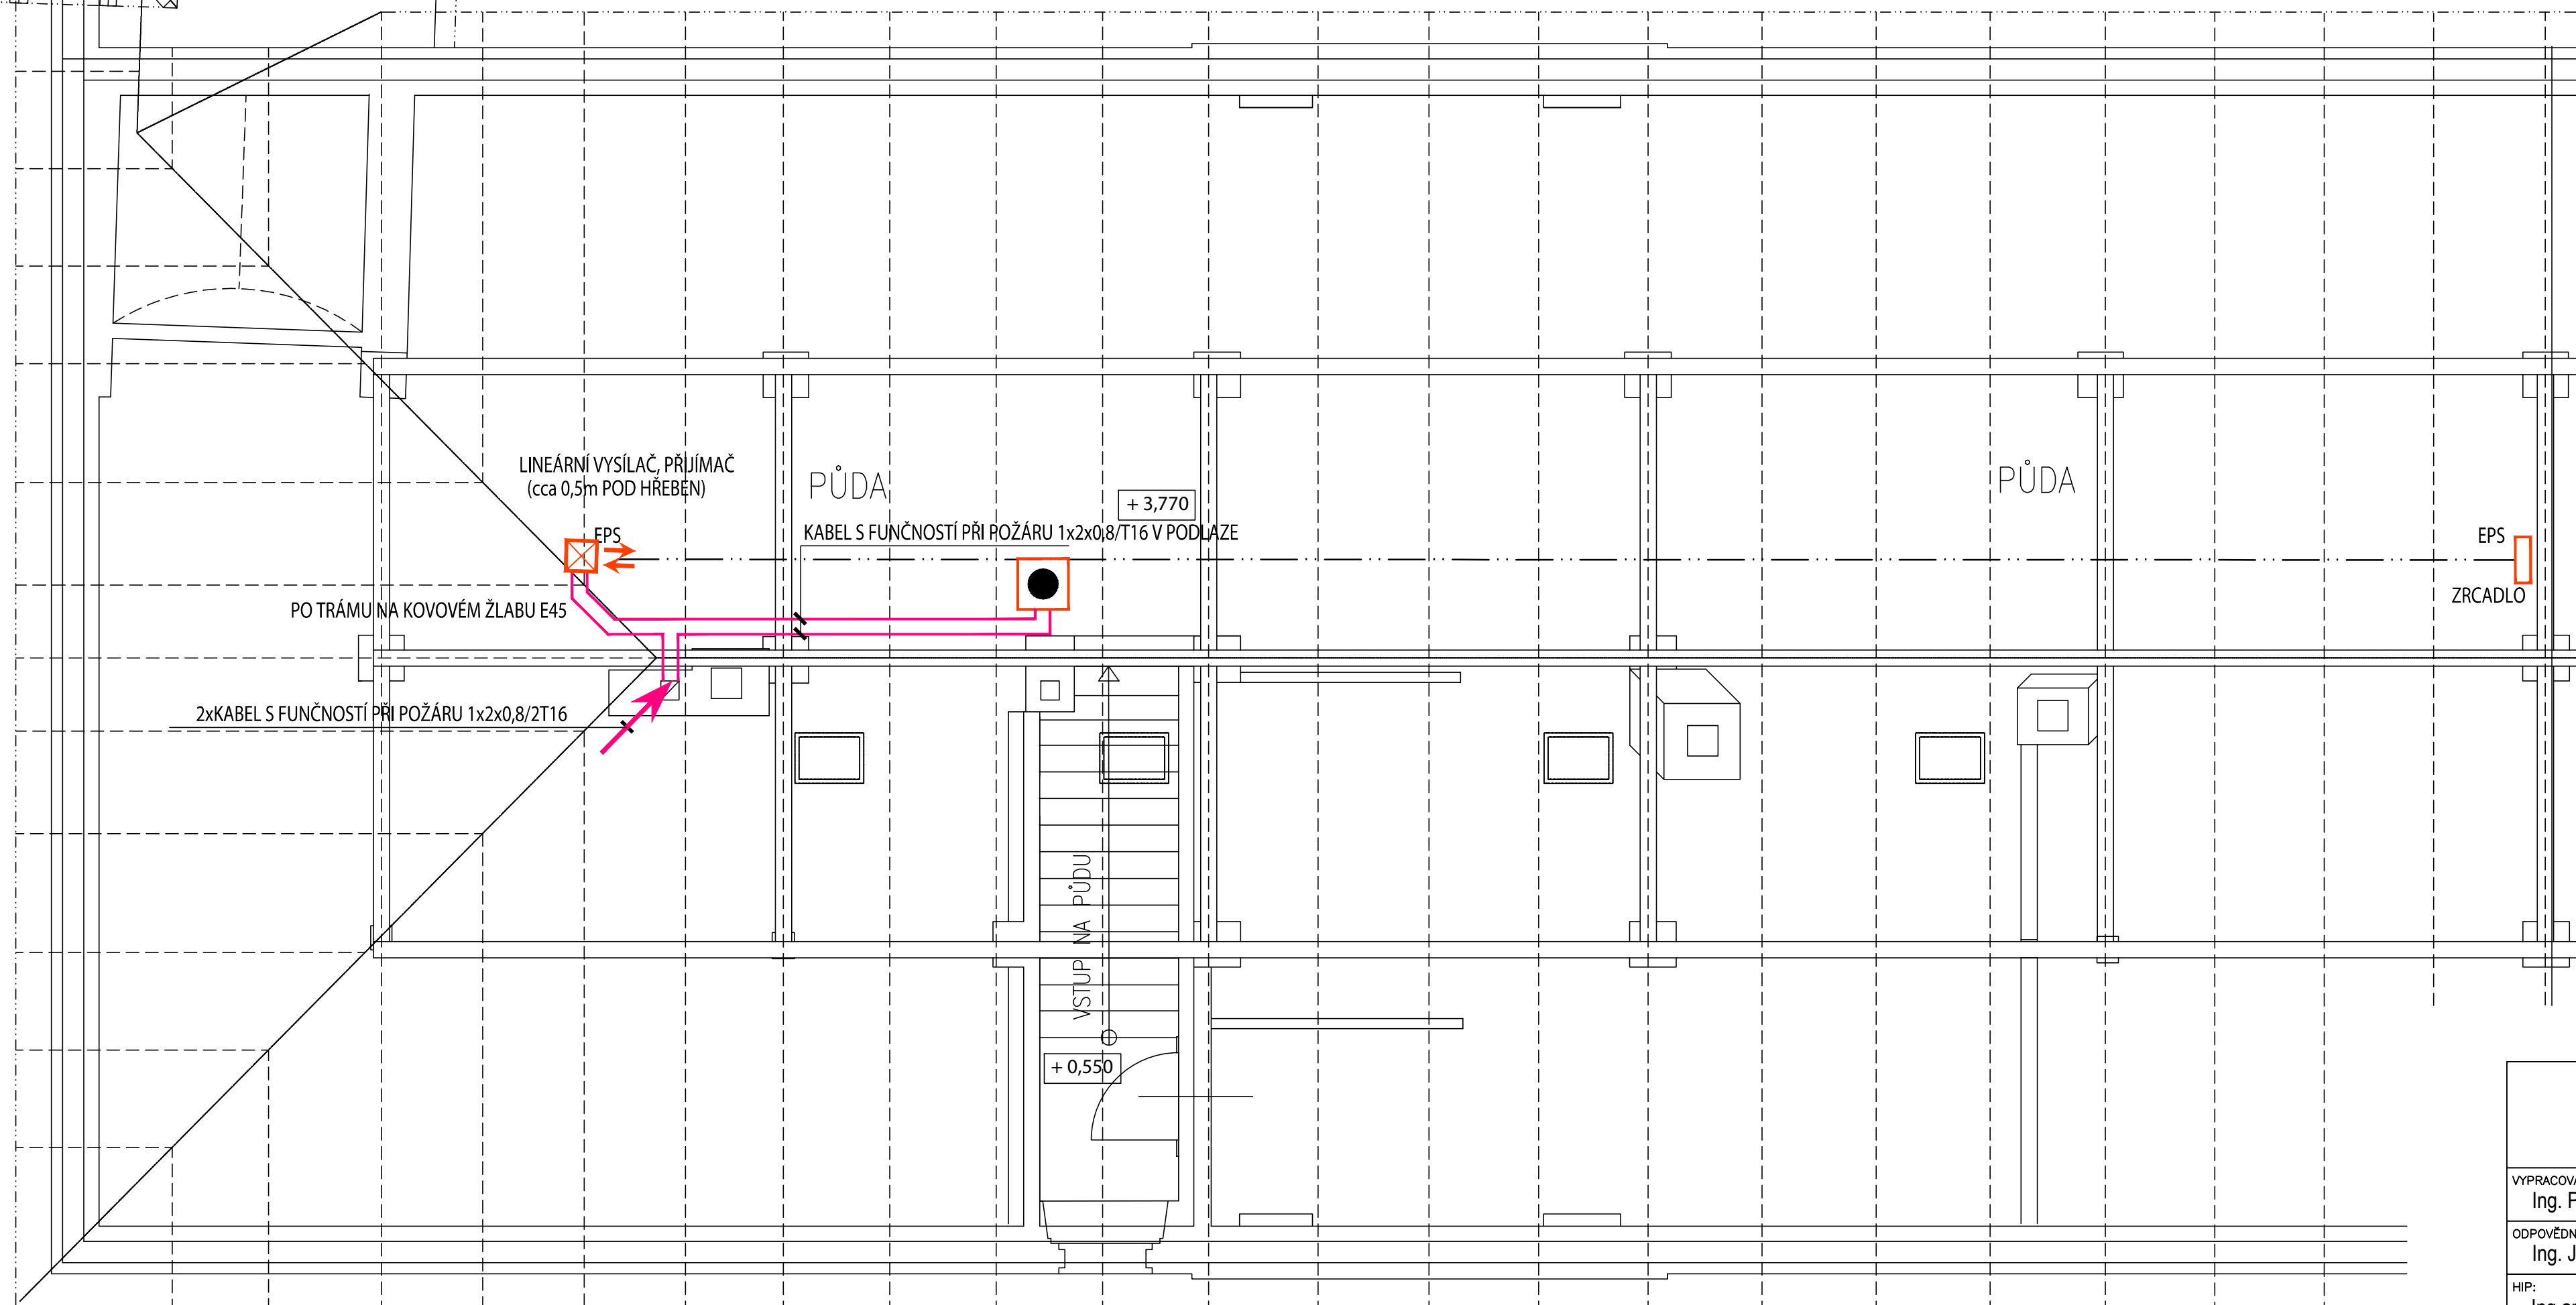 LINEÁRNÍ VYSÍLAČ, PŘIJÍMAČ
(cca 0,5m POD HŘEBEN)
PŮDA
PŮDA
+ 3,770
KABEL S FUNČNOSTÍ PŘI POŽÁRU 1x2x0,8/T16 V PODLAZE
EPS
EPS
ZRCADLO
PO TRÁMU NA KOVOVÉM ŽLABU E45
2xKABEL S FUNČNOSTÍ PŘI POŽÁRU 1x2x0,8/2T16
VSTUP NA PŮDU
+ 0,550
Ing.
Ing.
HIP: